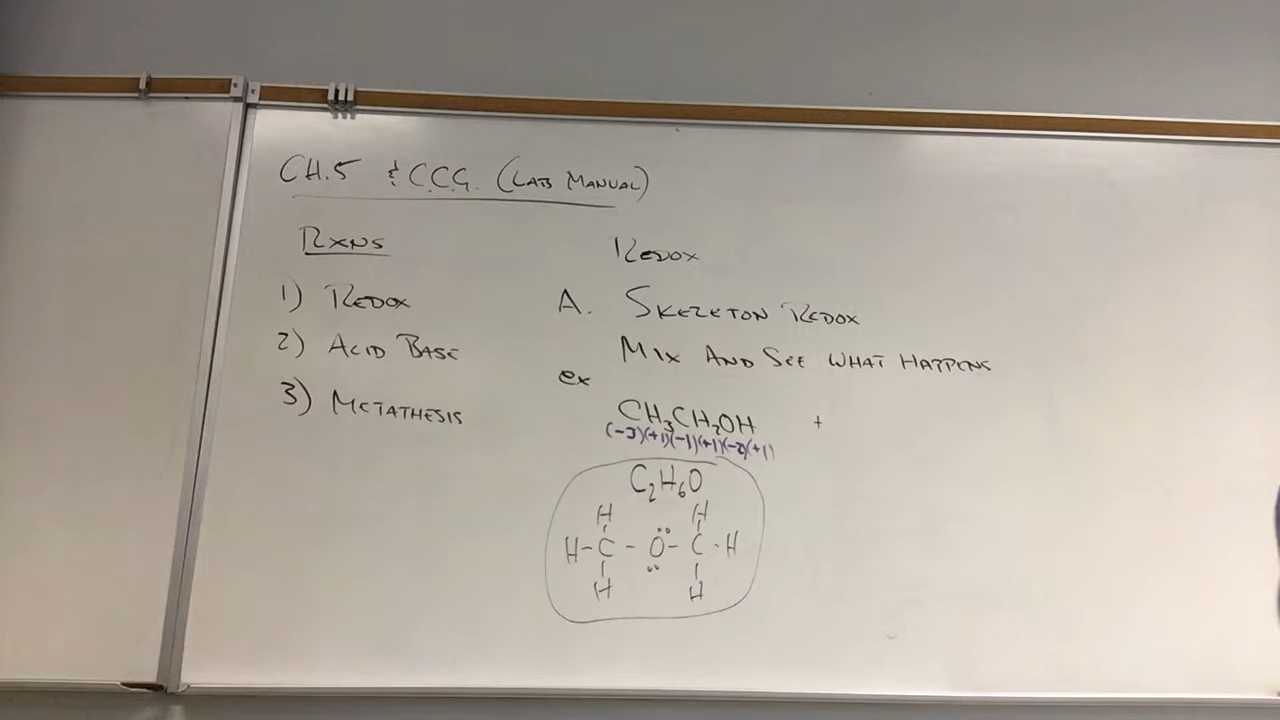 CH.5 & C.C.G. (LAB MANUAL)
RXNS
1) REDOX
2) ACID BASE
3) METATHESIS
REDOX
A. SKELETON REDOX
MIX AND SEE WHAT HAPPENS
ex
CH₃CH₂OH +
(-3)(+1)(-1)(+1)(-2)(+1)
C₂H₆O
H H
H-C-O-C-H
H H